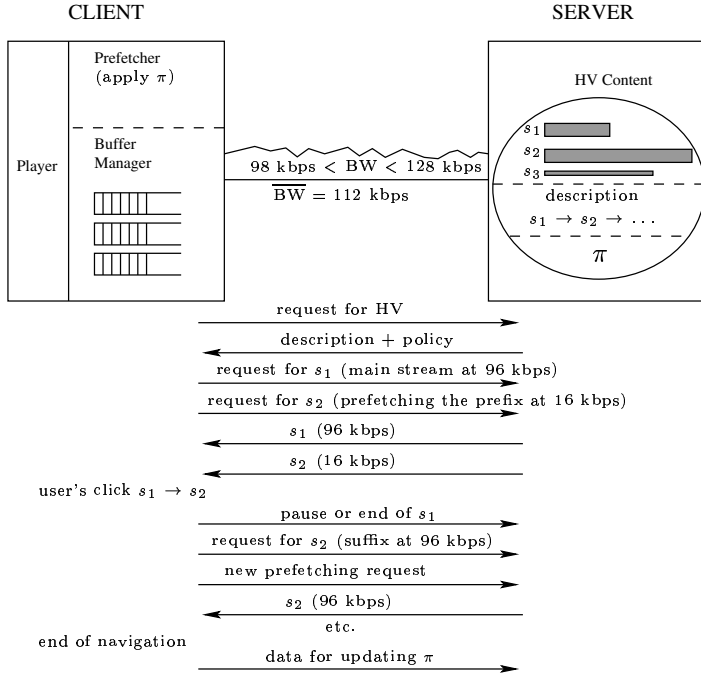 CLIENT
SERVER
Prefetcher
(apply π)
Player
Buffer
Manager
98 kbps < BW < 128 kbps
B̅W̅ = 112 kbps
HV Content
s₁
s₂
s₃
description
s₁ → s₂ → . . .
π
request for HV
description + policy
request for s₁ (main stream at 96 kbps)
request for s₂ (prefetching the prefix at 16 kbps)
s₁ (96 kbps)
s₂ (16 kbps)
user's click s₁ → s₂
pause or end of s₁
request for s₂ (suffix at 96 kbps)
new prefetching request
s₂ (96 kbps)
etc.
end of navigation
data for updating π